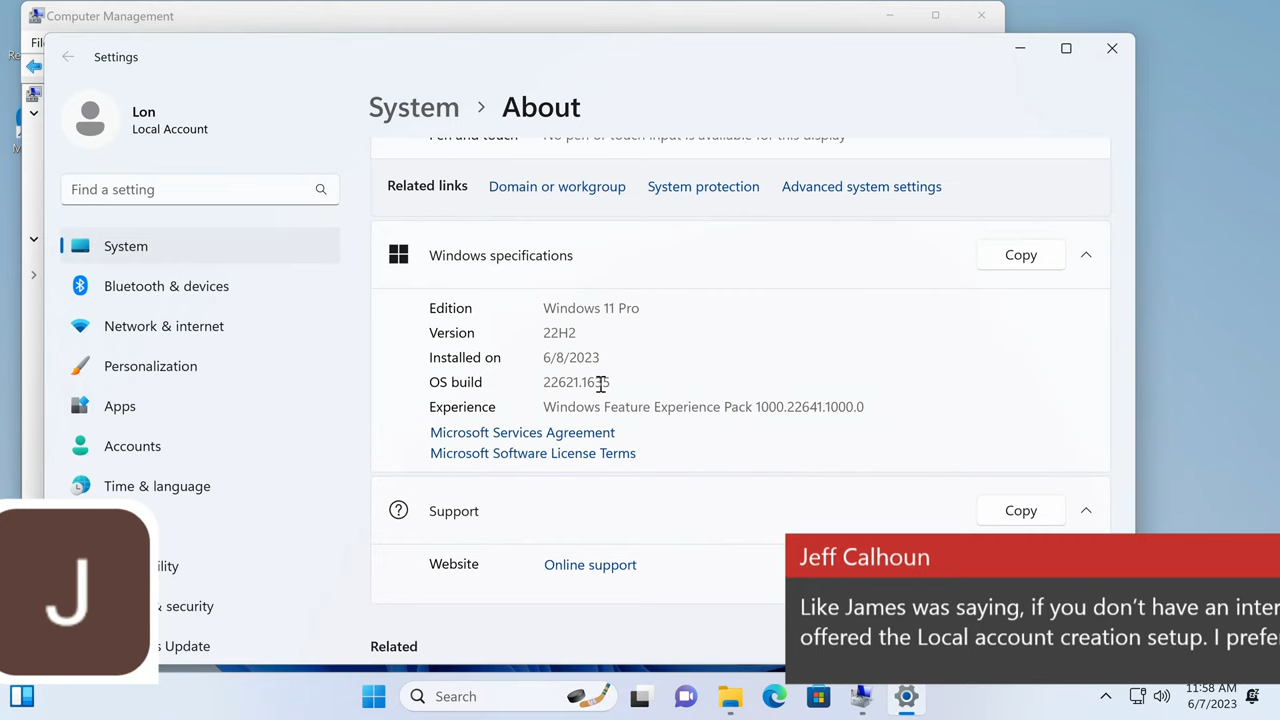 Computer Management
Fil
Settings
Lon
Local Account
Find a setting
System
Bluetooth & devices
Network & internet
Personalization
Apps
Accounts
Time & language
ility
& security
s Update
System > About
Pen and touch No pen or touch input is available for this display
Related links Domain or workgroup System protection Advanced system settings
Windows specifications Copy
Edition Windows 11 Pro
Version 22H2
Installed on 6/8/2023
OS build
Experience Windows Feature Experience Pack 1000.22641.1000.0
Microsoft Services Agreement
Microsoft Software License Terms
Support Copy
Website Online support
Related
J
Jeff Calhoun
Like James was saying, if you don't have an inter
offered the Local account creation setup. I prefe
Search
11:58 AM
6/7/2023